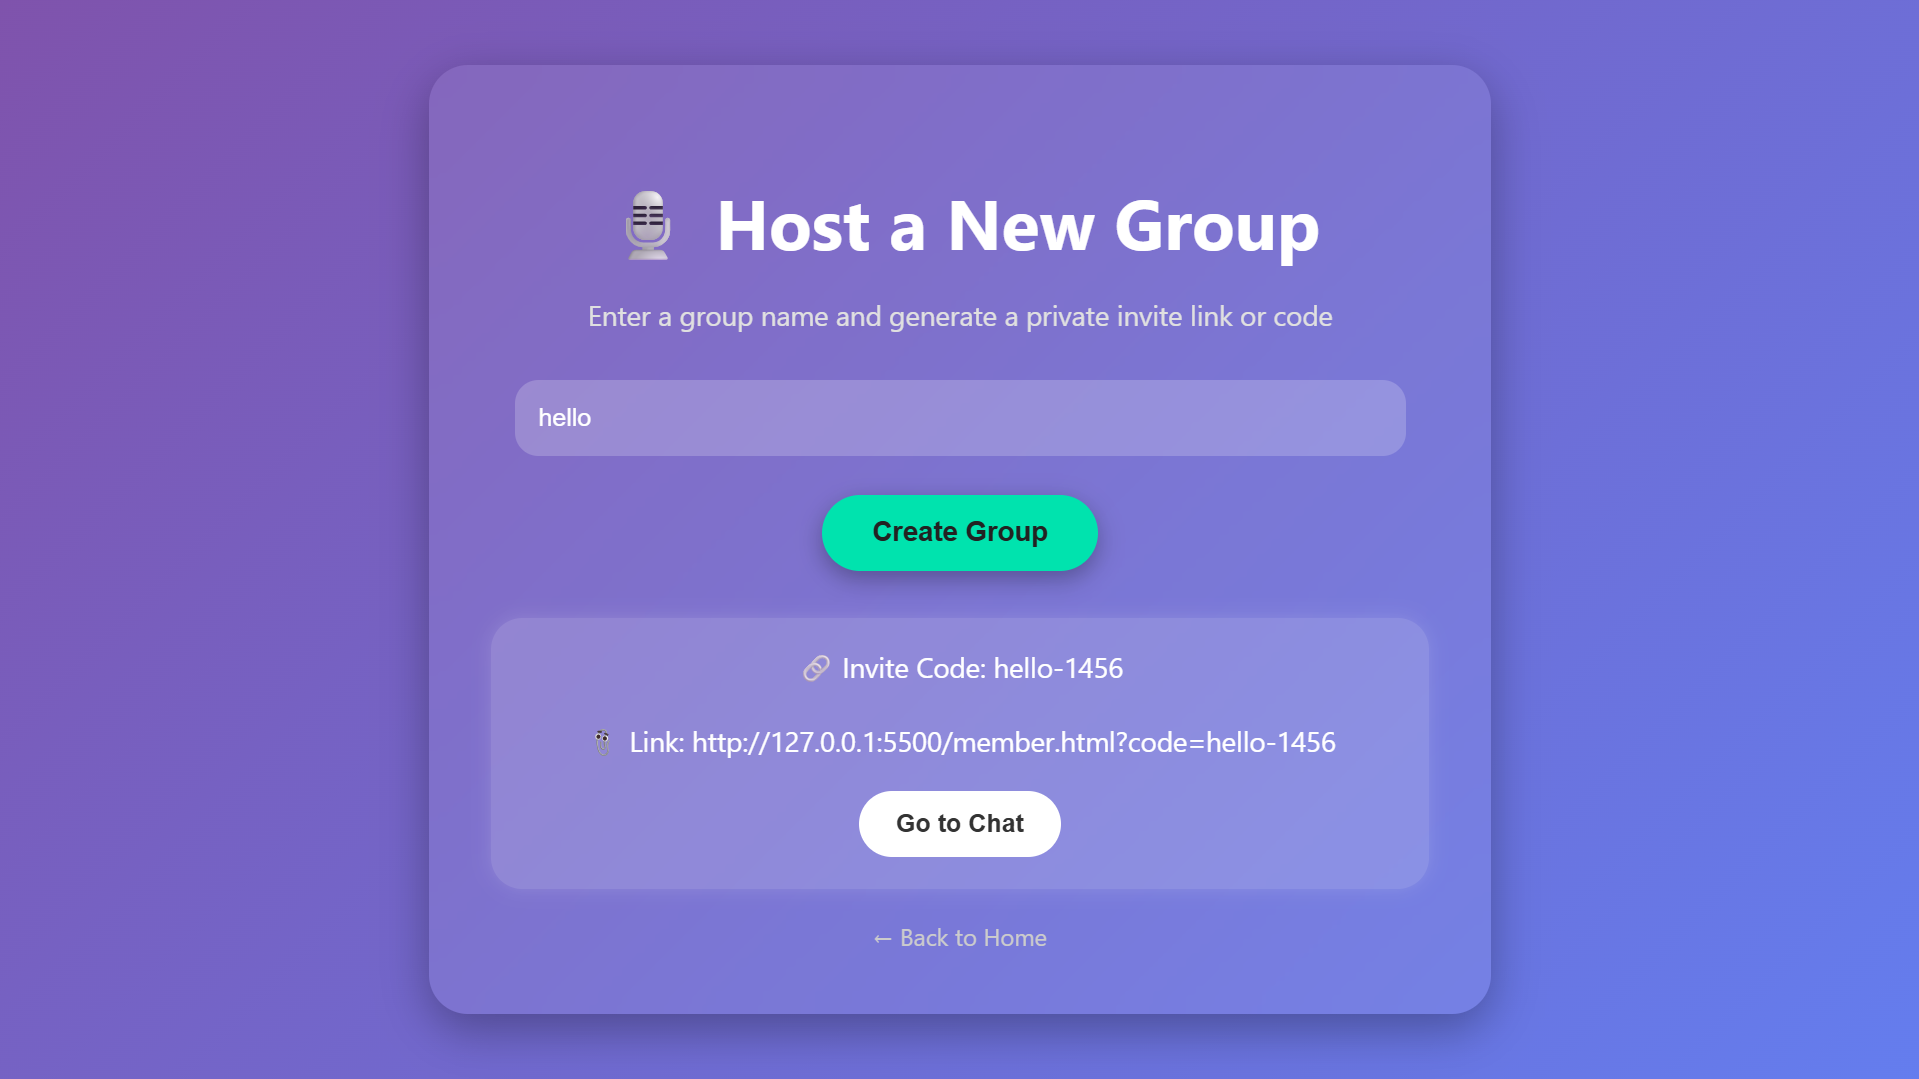 Host a New Group
Enter a group name and generate a private invite link or code
hello
Create Group
Invite Code: hello-1456
Link: http://127.0.0.1:5500/member.html?code=hello-1456
Go to Chat
← Back to Home